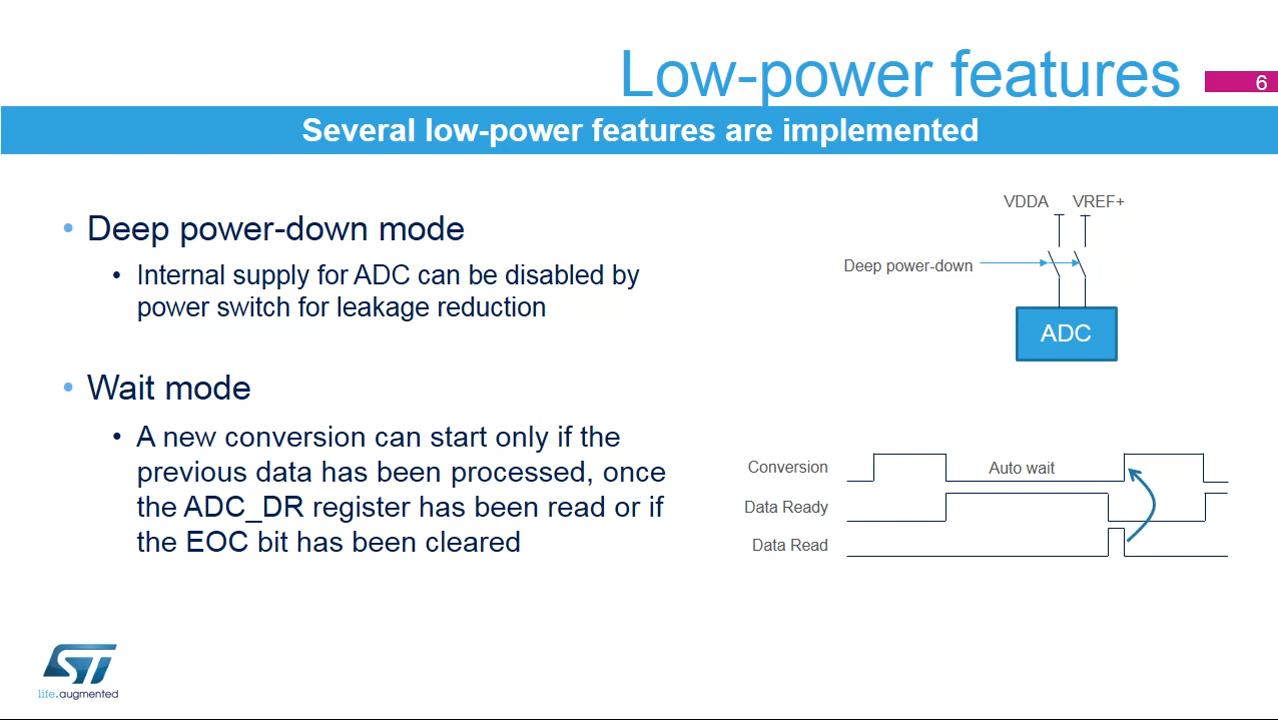 Low-power features
6
Several low-power features are implemented
• Deep power-down mode
• Internal supply for ADC can be disabled by
power switch for leakage reduction
• Wait mode
• A new conversion can start only if the
previous data has been processed, once
the ADC_DR register has been read or if
the EOC bit has been cleared
VDDA VREF+
Deep power-down
ADC
Conversion
Auto wait
Data Ready
Data Read
ST
life.augmented